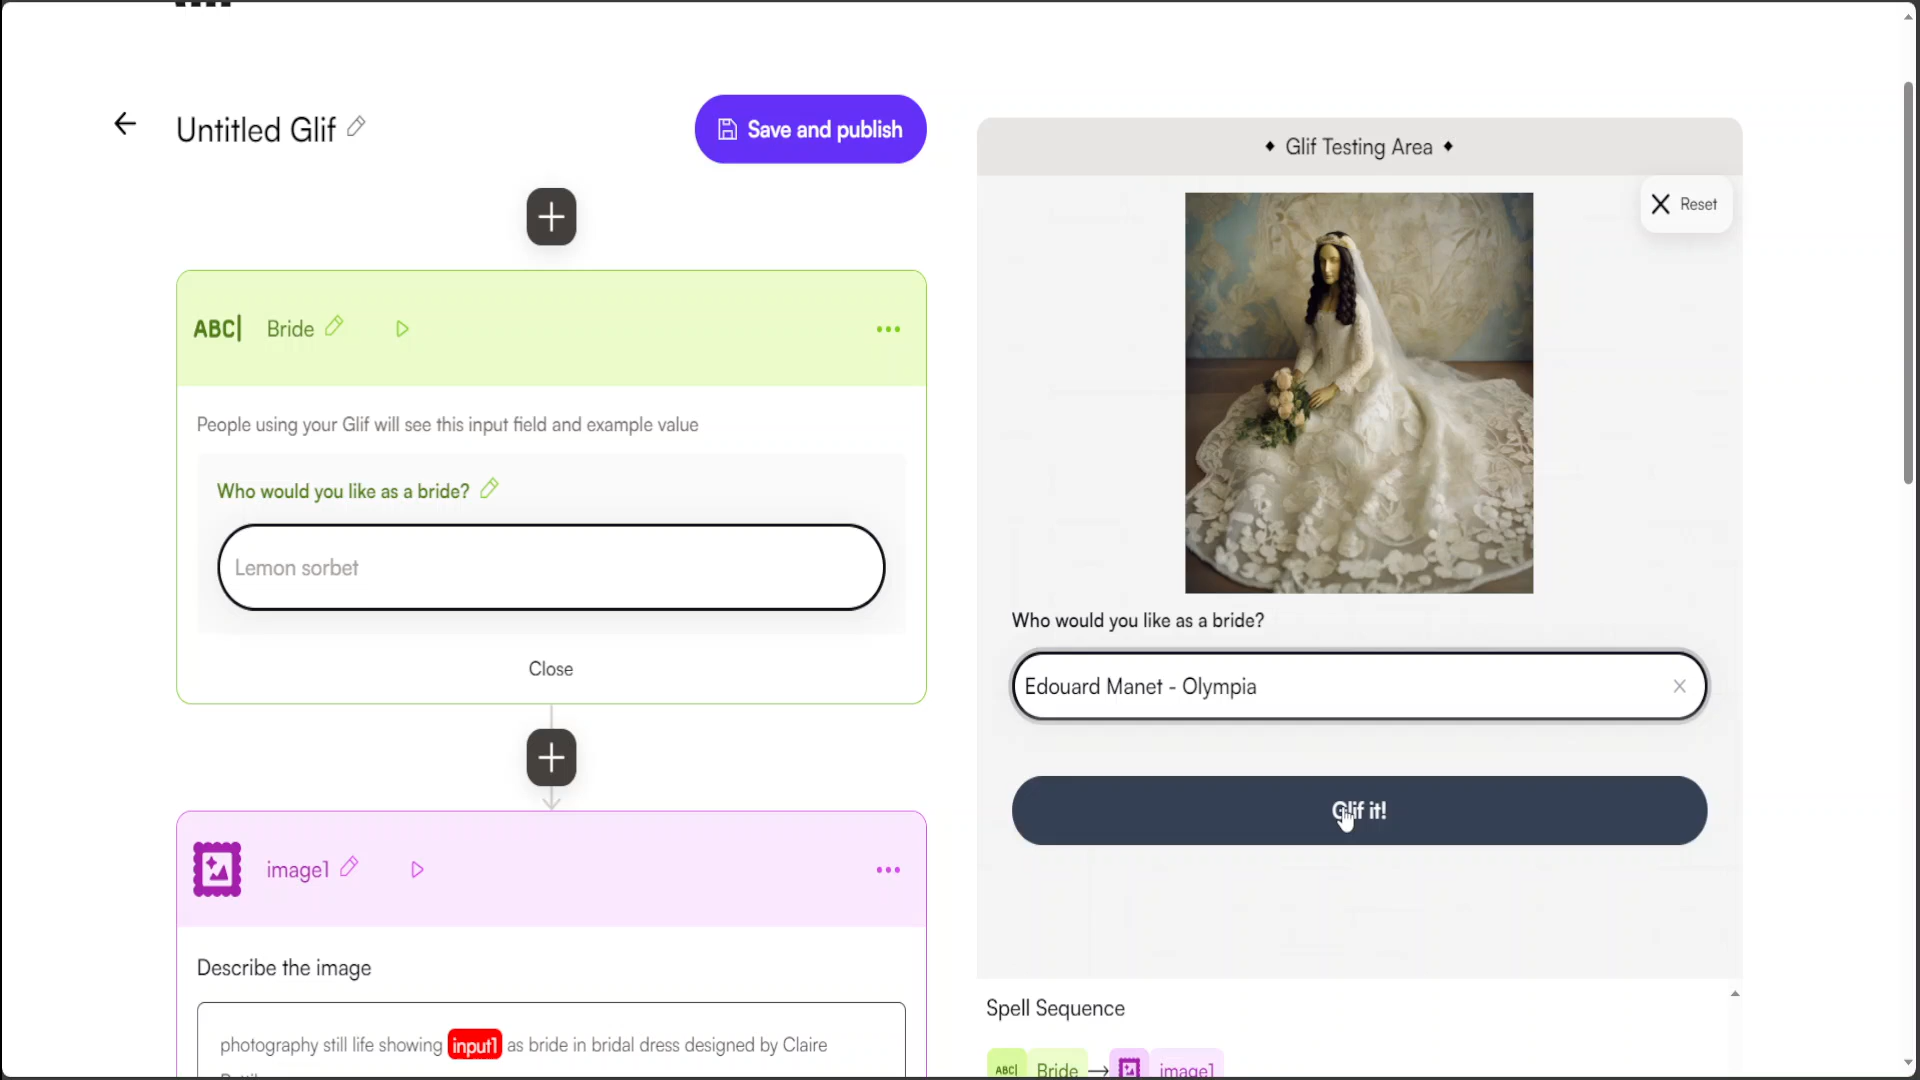 Untitled Glif
Save and publish
ABC|
Bride
People using your Glif will see this input field and example value
Who would you like as a bride?
Lemon sorbet
Close
image1
Describe the image
photography still life showing input1 as bride in bridal dress designed by Claire
Glif Testing Area
Reset
Who would you like as a bride?
Edouard Manet - Olympia
Glif it!
Spell Sequence
ABC| Bride → image1